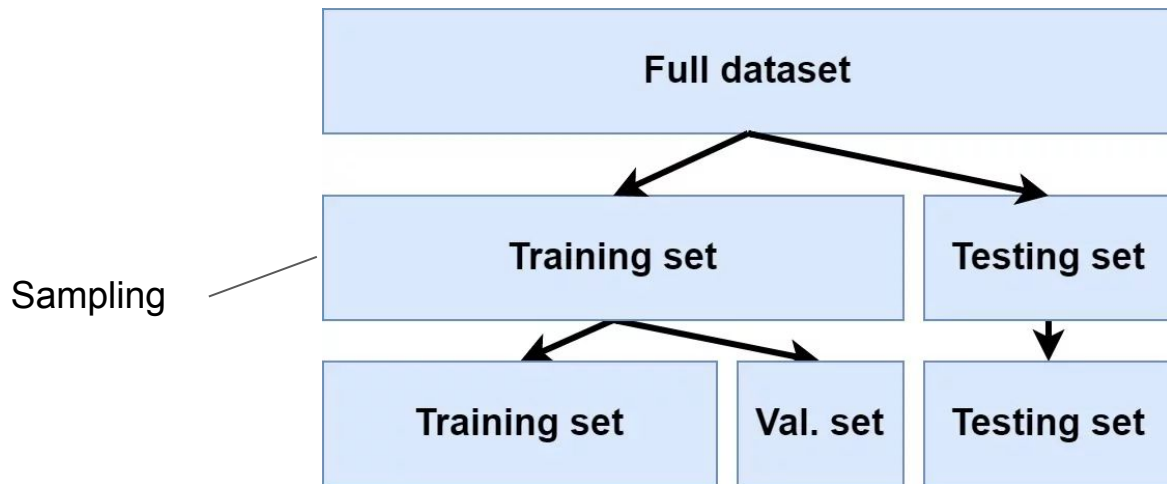 Full dataset
Training set
Testing set
Sampling
Training set
Val. set
Testing set